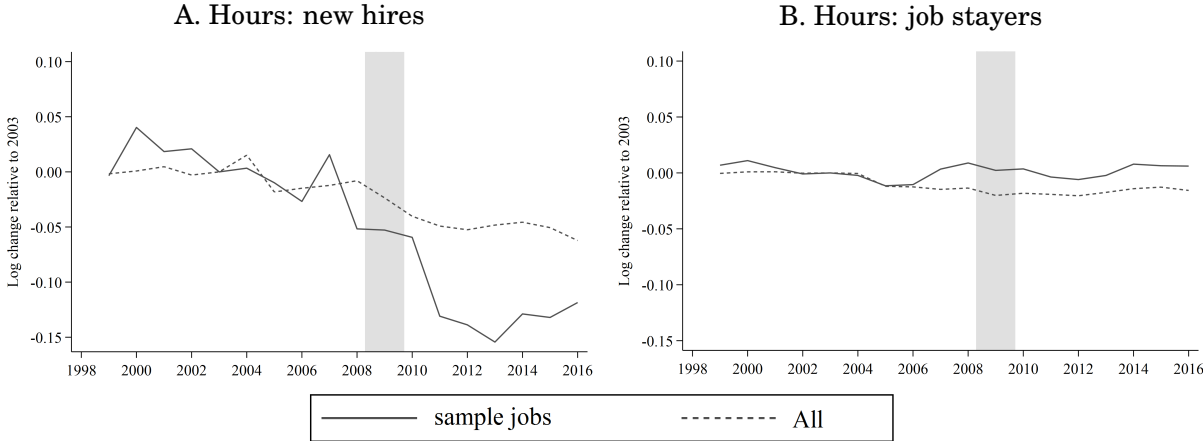 A. Hours: new hires
B. Hours: job stayers
Log change relative to 2003
0.10
0.05
0.00
-0.05
-0.10
-0.15
1998 2000 2002 2004 2006 2008 2010 2012 2014 2016
Log change relative to 2003
0.10
0.05
0.00
-0.05
-0.10
-0.15
1998 2000 2002 2004 2006 2008 2010 2012 2014 2016
sample jobs All